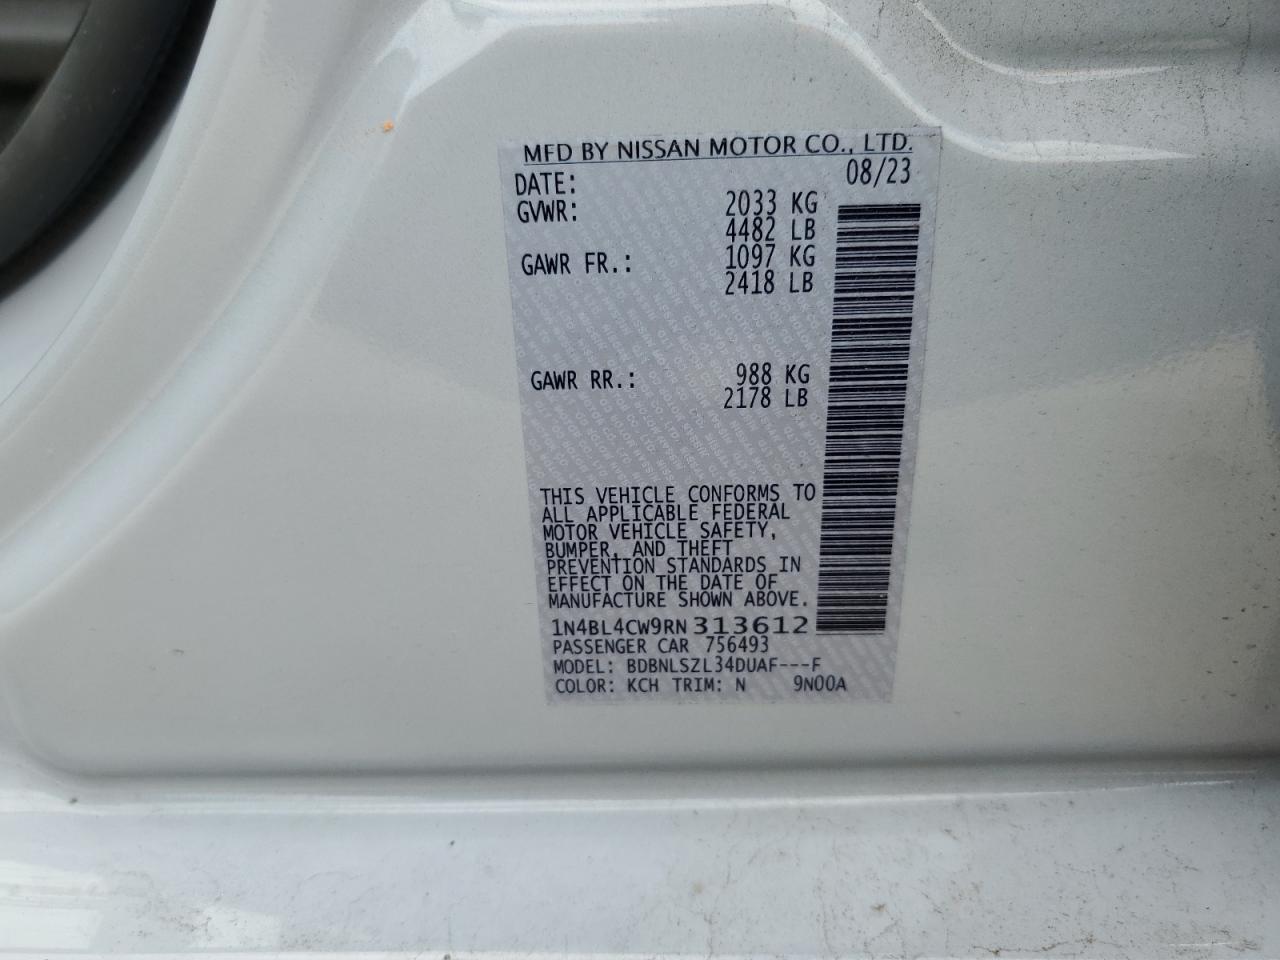 MFD BY NISSAN MOTOR CO., LTD.
DATE: 08/23
GVWR: 2033 KG
4482 LB
GAWR FR.: 1097 KG
2418 LB
GAWR RR.: 988 KG
2178 LB
THIS VEHICLE CONFORMS TO
ALL APPLICABLE FEDERAL
MOTOR VEHICLE SAFETY,
BUMPER, AND THEFT
PREVENTION STANDARDS IN
EFFECT ON THE DATE OF
MANUFACTURE SHOWN ABOVE.
1N4BL4CW9RN313612
PASSENGER CAR 756493
MODEL: BDBNLSZL34DUAF---F
COLOR: KCH TRIM: N 9N00A